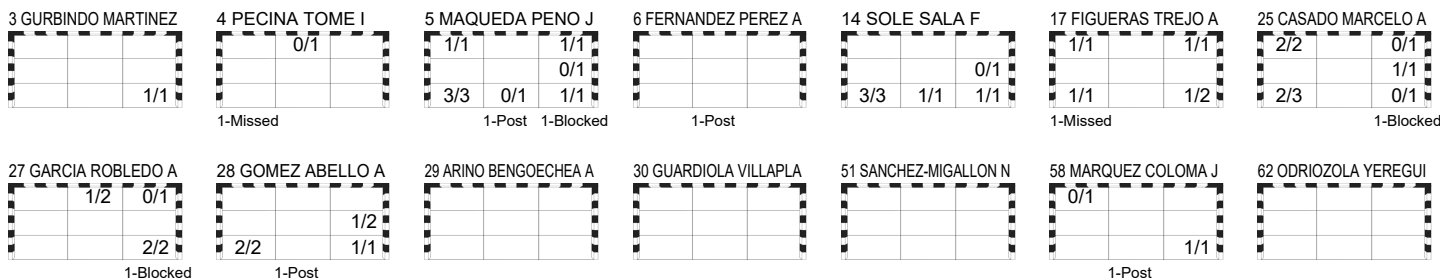 3 GURBINDO MARTINEZ 4 PECINA TOME I 5 MAQUEDA PENO J 6 FERNANDEZ PEREZ A 14 SOLE SALA F 17 FIGUERAS TREJO A 25 CASADO MARCELO A
0/1 1/1 1/1 1/1 1/1 2/2 0/1
0/1 0/1 1/1
1/1 3/3 0/1 1/1 3/3 1/1 1/1 1/1 1/2 2/3 0/1
1-Missed 1-Post 1-Blocked 1-Post 1-Missed 1-Blocked
27 GARCIA ROBLEDO A 28 GOMEZ ABELLO A 29 ARINO BENGOECHEA A 30 GUARDIOLA VILLAPLA 51 SANCHEZ-MIGALLON N 58 MARQUEZ COLOMA J 62 ODRIOZOLA YEREGUI
1/2 0/1 0/1
1/2
2/2 2/2 1/1 1/1
1-Blocked 1-Post 1-Post